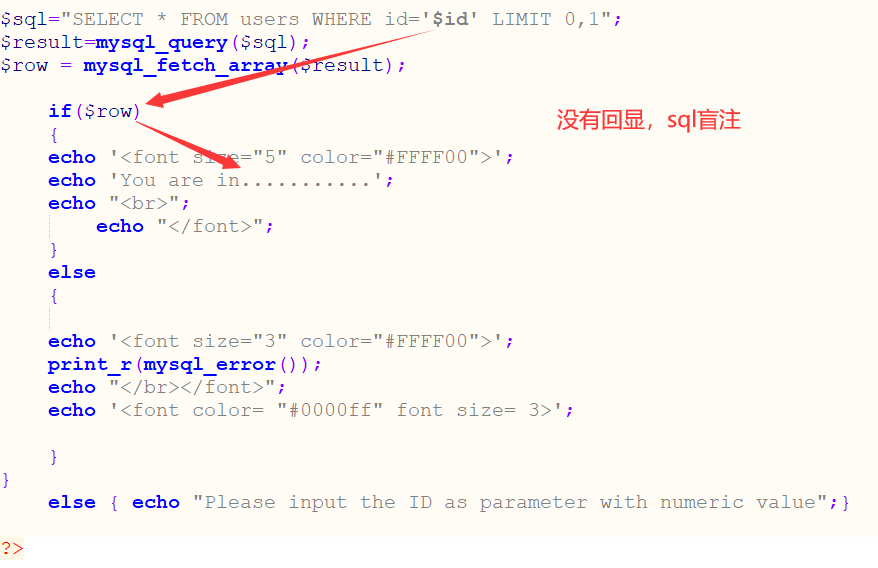 $sql="SELECT * FROM users WHERE id='$id' LIMIT 0,1";
$result=mysql_query($sql);
$row = mysql_fetch_array($result);
if($row)
没有回显，sql盲注
{
echo '<font size="5" color="#FFFF00">';
echo 'You are in...........';
echo "<br>";
echo "</font>";
}
else
{
echo '<font size="3" color="#FFFF00">';
print_r(mysql_error());
echo "</br></font>";
echo '<font color= "#0000ff" font size= 3>';
}
}
else { echo "Please input the ID as parameter with numeric value";}
?>